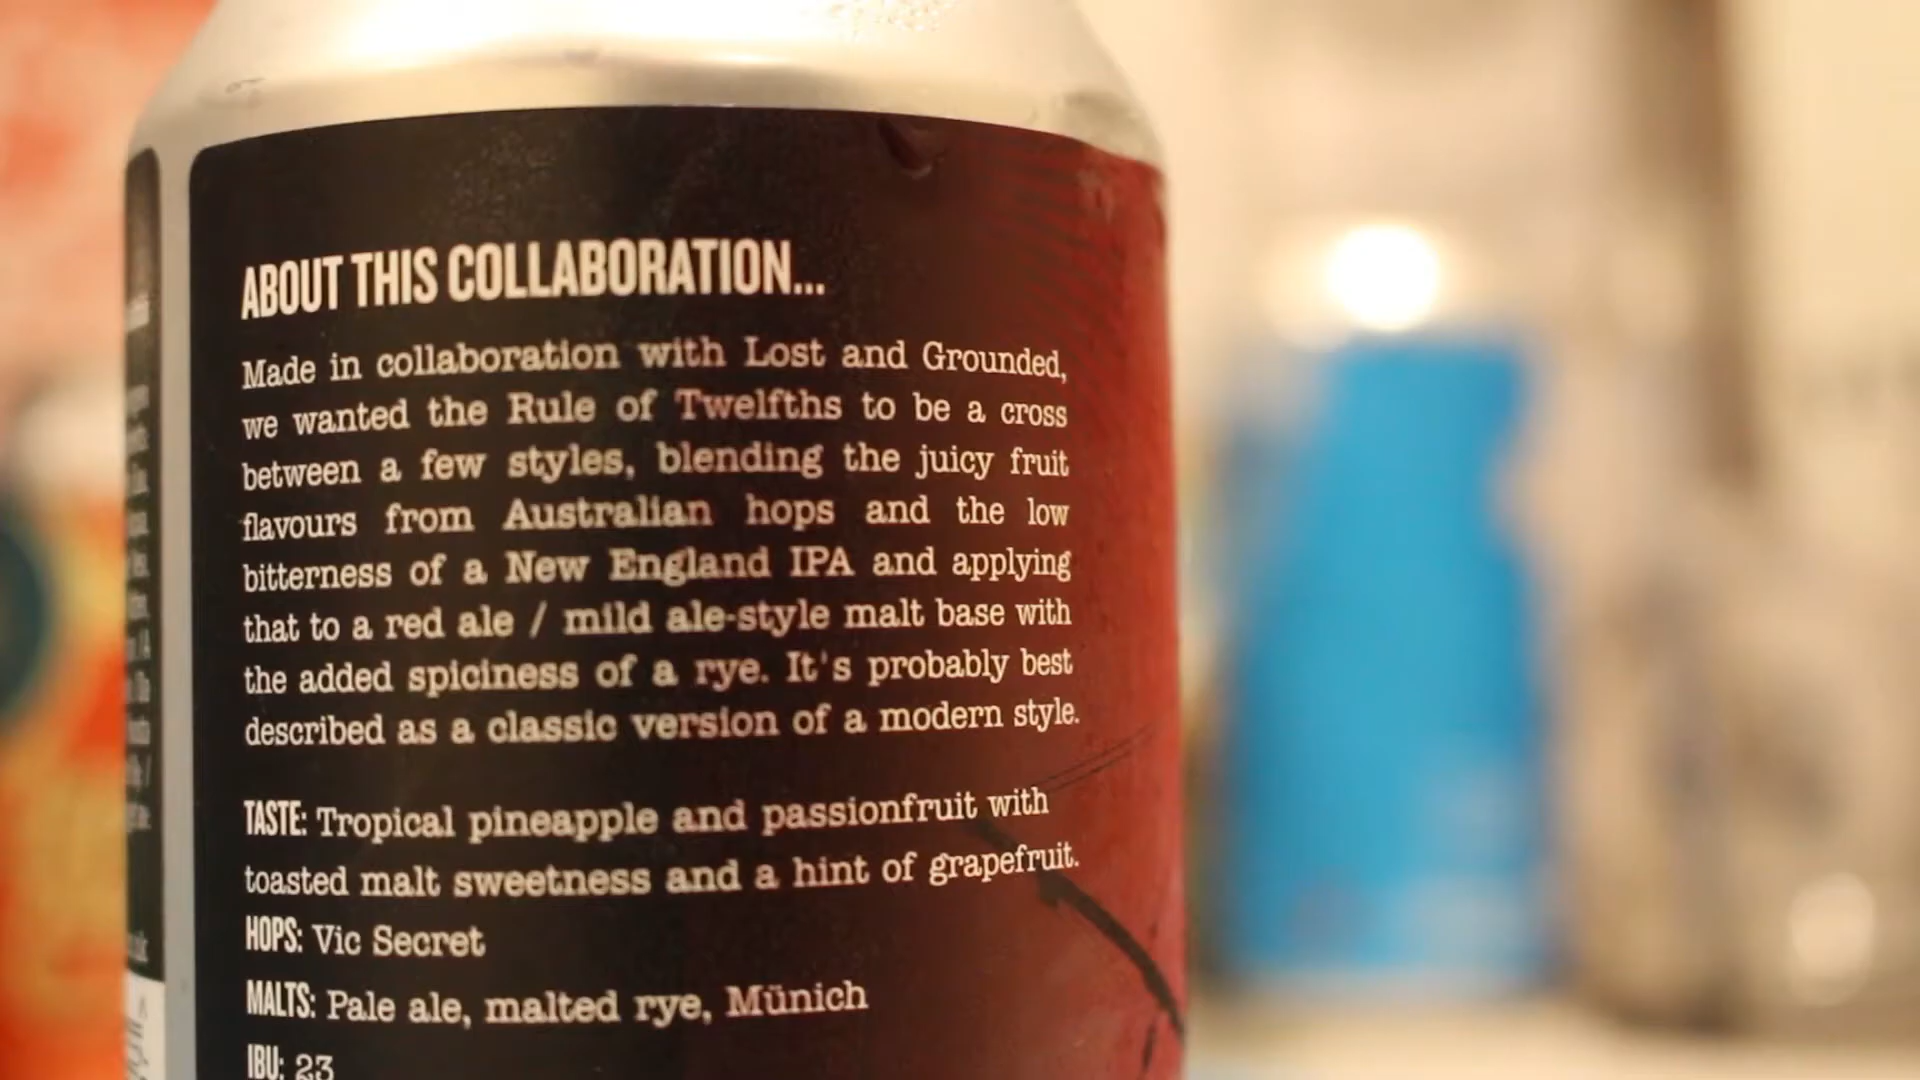 ABOUT THIS COLLABORATION...
Made in collaboration with Lost and Grounded,
we wanted the Rule of Twelfths to be a cross
between a few styles, blending the juicy fruit
flavours from Australian hops and the low
bitterness of a New England IPA and applying
that to a red ale / mild ale-style malt base with
the added spiciness of a rye. It's probably best
described as a classic version of a modern style.
TASTE: Tropical pineapple and passionfruit with
toasted malt sweetness and a hint of grapefruit.
HOPS: Vic Secret
MALTS: Pale ale, malted rye, Münich
IBU: 23